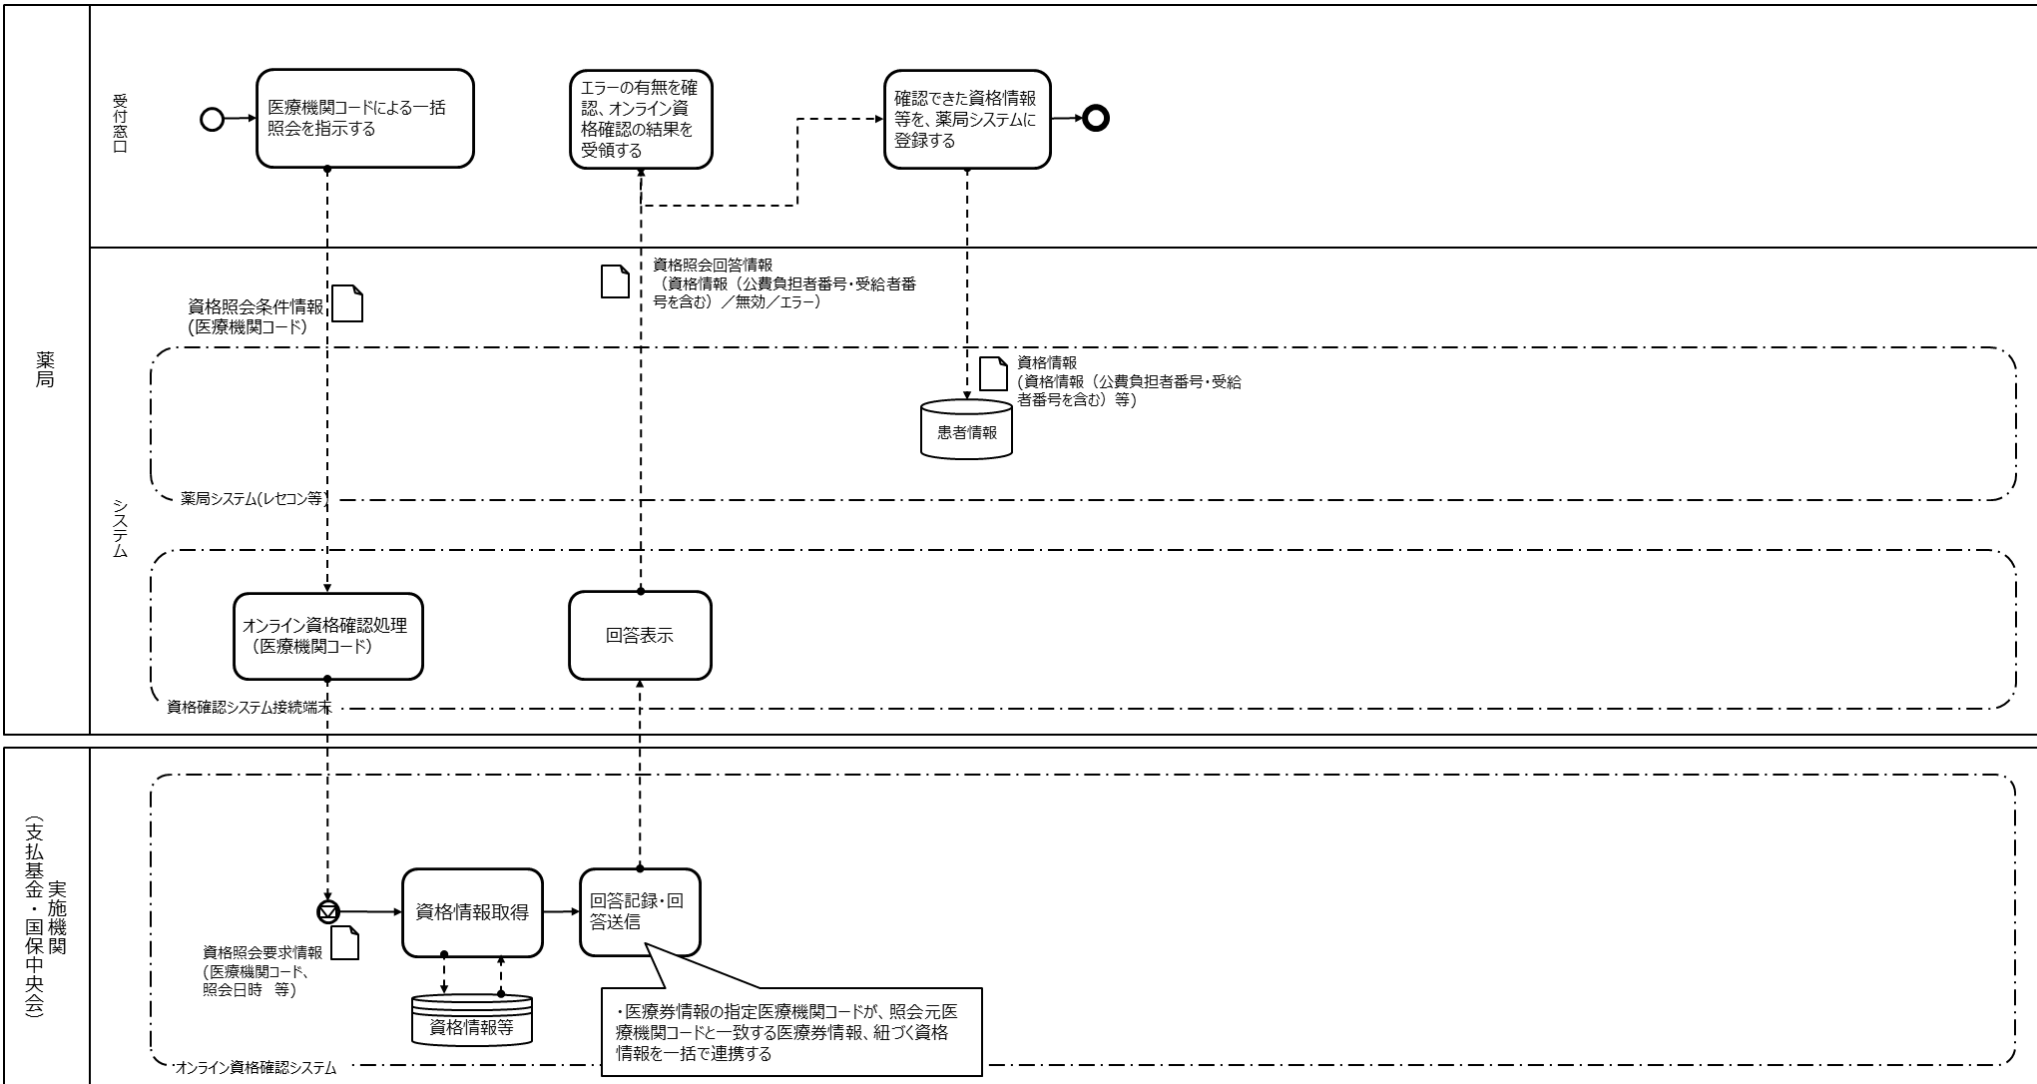 薬局
受付窓口
医療機関コードによる一括
照会を指示する
エラーの有無を確
認、オンライン資
格確認の結果を
受領する
確認できた資格情報
等を、薬局システムに
登録する
システム
資格照会条件情報
(医療機関コード)
資格照会回答情報
（資格情報（公費負担者番号・受給者番
号を含む）／無効／エラー）
資格情報
(資格情報（公費負担者番号・受給
者番号を含む）等)
患者情報
薬局システム(レセコン等)
オンライン資格確認処理
（医療機関コード）
回答表示
資格確認システム接続端末
実施機関
（支払基金・国保中央会）
資格照会要求情報
(医療機関コード、
照会日時　等)
資格情報取得
資格情報等
回答記録・回
答送信
・医療券情報の指定医療機関コードが、照会元医
療機関コードと一致する医療券情報、紐づく資格
情報を一括で連携する
オンライン資格確認システム